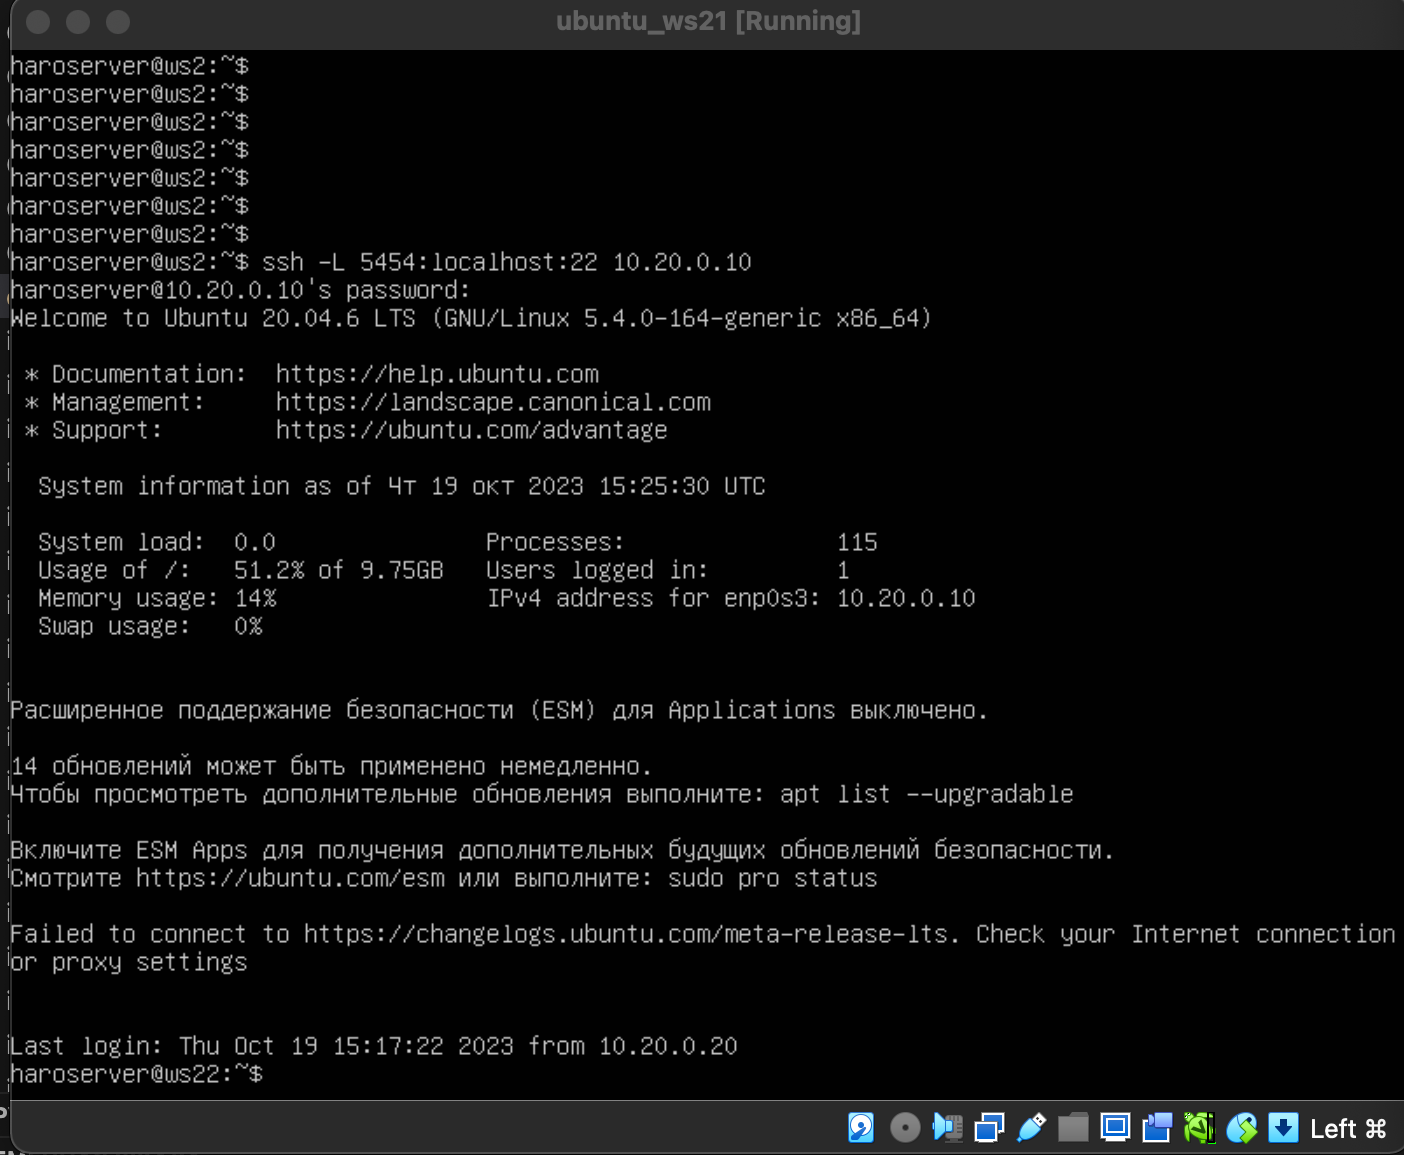 ubuntu_ws21 [Running]
haroserver@ws2:~$
haroserver@ws2:~$
haroserver@ws2:~$
haroserver@ws2:~$
haroserver@ws2:~$
haroserver@ws2:~$
haroserver@ws2:~$
haroserver@ws2:~$ ssh -L 5454:localhost:22 10.20.0.10
haroserver@10.20.0.10's password:
Welcome to Ubuntu 20.04.6 LTS (GNU/Linux 5.4.0-164-generic x86_64)
* Documentation:  https://help.ubuntu.com
* Management:     https://landscape.canonical.com
* Support:        https://ubuntu.com/advantage
System information as of Чт 19 окт 2023 15:25:30 UTC
System load:  0.0               Processes:               115
Usage of /:   51.2% of 9.75GB   Users logged in:         1
Memory usage: 14%               IPv4 address for enp0s3: 10.20.0.10
Swap usage:   0%
Расширенное поддержание безопасности (ESM) для Applications выключено.
14 обновлений может быть применено немедленно.
Чтобы просмотреть дополнительные обновления выполните: apt list --upgradable
Включите ESM Apps для получения дополнительных будущих обновлений безопасности.
Смотрите https://ubuntu.com/esm или выполните: sudo pro status
Failed to connect to https://changelogs.ubuntu.com/meta-release-lts. Check your Internet connection
or proxy settings
Last login: Thu Oct 19 15:17:22 2023 from 10.20.0.20
haroserver@ws22:~$
Left ⌘